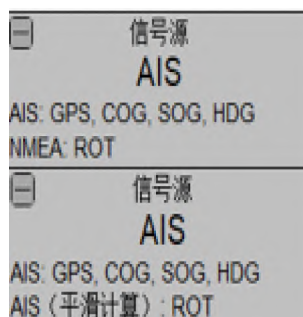 信号源
AIS
AIS: GPS, COG, SOG, HDG
NMEA: ROT
信号源
AIS
AIS: GPS, COG, SOG, HDG
AIS（平滑计算）: ROT